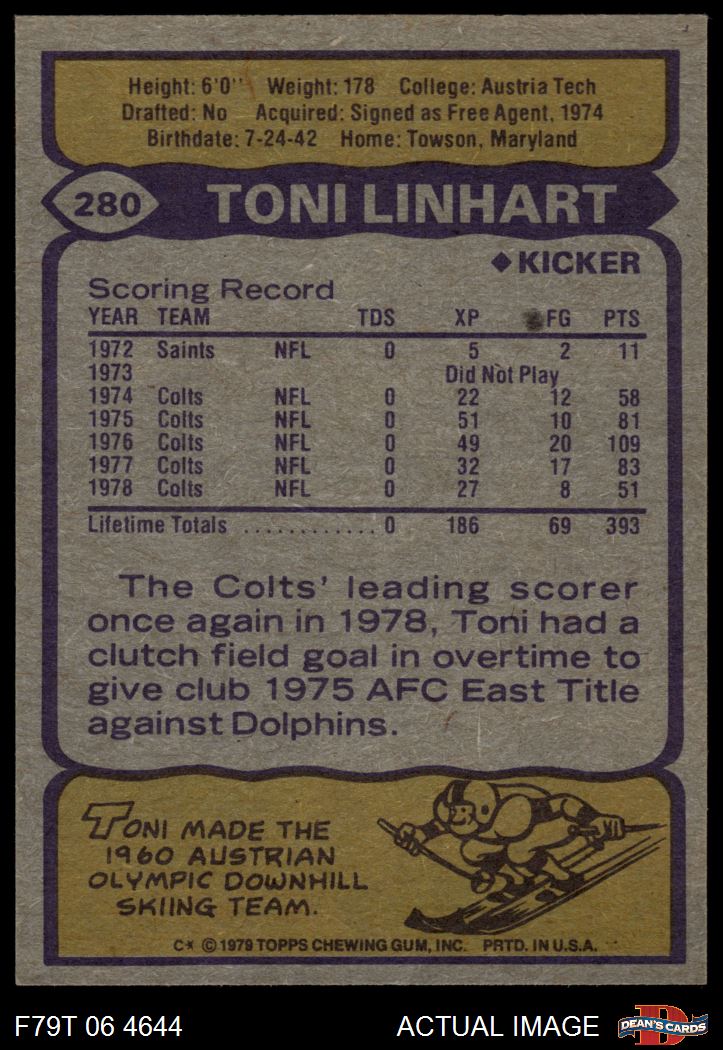 Height: 6'0'' Weight: 178 College: Austria Tech
Drafted: No Acquired: Signed as Free Agent, 1974
Birthdate: 7-24-42 Home: Towson, Maryland
280 TONI LINHART
◆ KICKER
Scoring Record
YEAR TEAM TDS XP FG PTS
1972 Saints NFL 0 5 2 11
1973 Did Not Play
1974 Colts NFL 0 22 12 58
1975 Colts NFL 0 51 10 81
1976 Colts NFL 0 49 20 109
1977 Colts NFL 0 32 17 83
1978 Colts NFL 0 27 8 51
Lifetime Totals ............ 0 186 69 393
The Colts' leading scorer
once again in 1978, Toni had a
clutch field goal in overtime to
give club 1975 AFC East Title
against Dolphins.
TONI MADE THE
1960 AUSTRIAN
OLYMPIC DOWNHILL
SKIING TEAM.
C* © 1979 TOPPS CHEWING GUM, INC. PRTD. IN U.S.A.
F79T 06 4644 ACTUAL IMAGE D DEAN'S CARDS